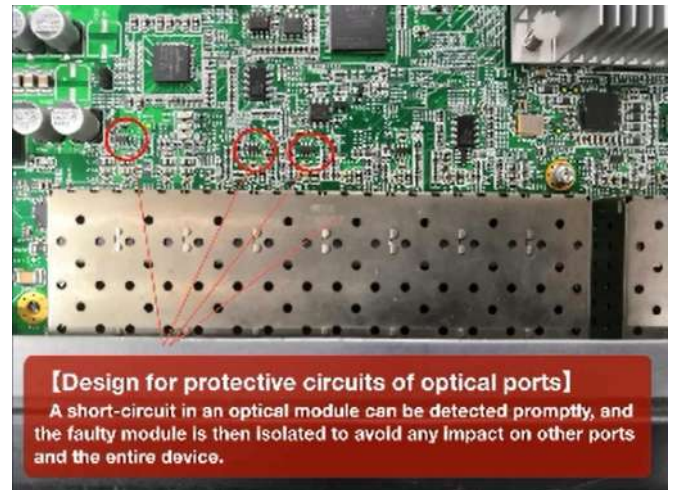 【Design for protective circuits of optical ports】
A short-circuit in an optical module can be detected promptly, and
the faulty module is then isolated to avoid any impact on other ports
and the entire device.